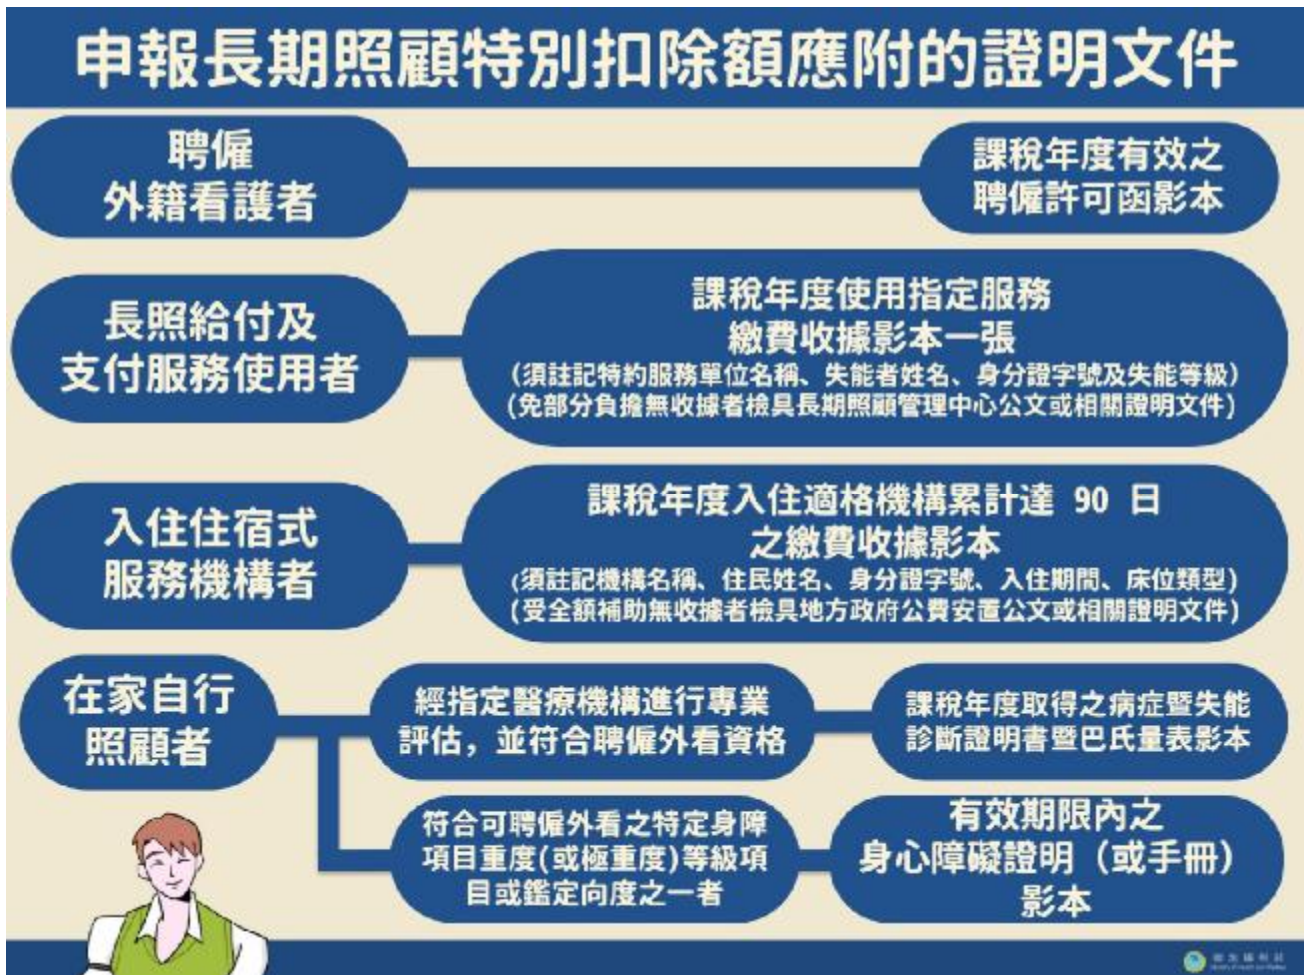 申報長期照顧特別扣除額應附的證明文件
聘僱
外籍看護者
課稅年度有效之
聘僱許可函影本
長照給付及
支付服務使用者
課稅年度使用指定服務
繳費收據影本一張
(須註記特約服務單位名稱、失能者姓名、身分證字號及失能等級)
(免部分負擔無收據者檢具長期照顧管理中心公文或相關證明文件)
入住住宿式
服務機構者
課稅年度入住適格機構累計達 90 日
之繳費收據影本
(須註記機構名稱、住民姓名、身分證字號、入住期間、床位類型)
(受全額補助無收據者檢具地方政府公費安置公文或相關證明文件)
在家自行
照顧者
經指定醫療機構進行專業
評估，並符合聘僱外看資格
課稅年度取得之病症暨失能
診斷證明書暨巴氏量表影本
符合可聘僱外看之特定身障
項目重度(或極重度)等級項
目或鑑定向度之一者
有效期限內之
身心障礙證明（或手冊）
影本